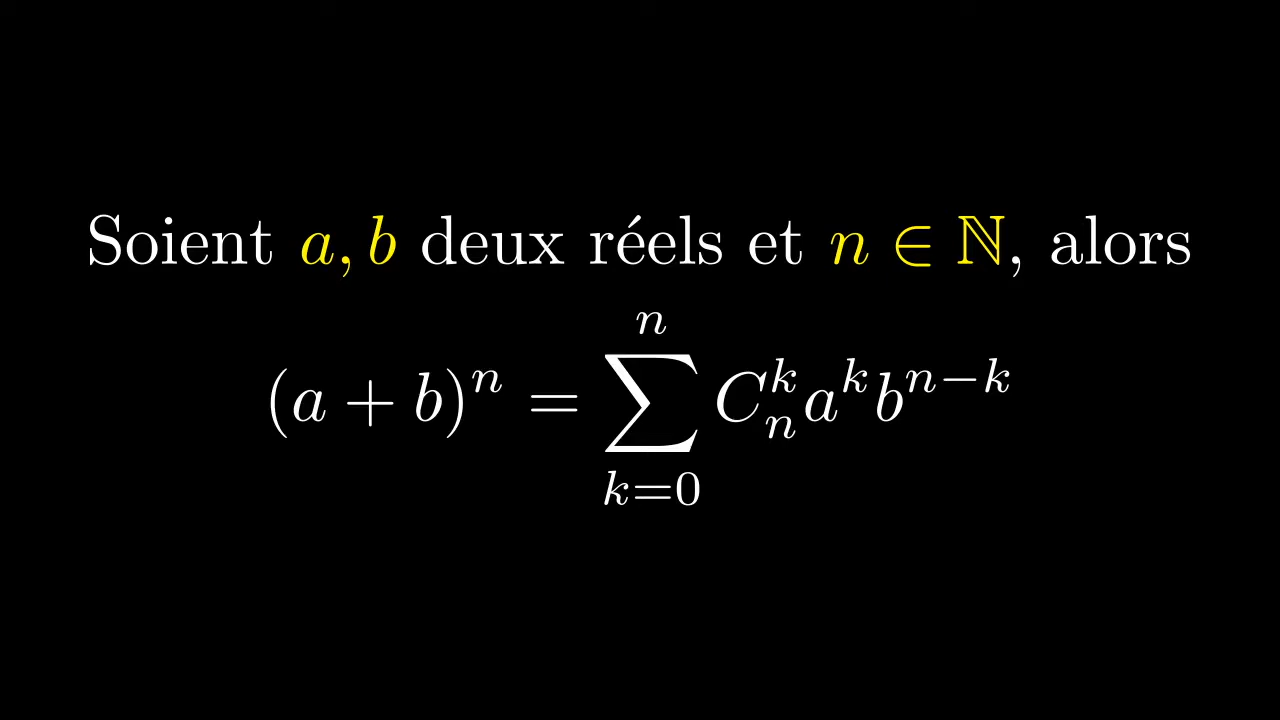 Soient a, b deux réels et n ∈ ℕ, alors
(a + b)ⁿ = ∑_{k=0}^{n} C_n^k a^k b^{n−k}